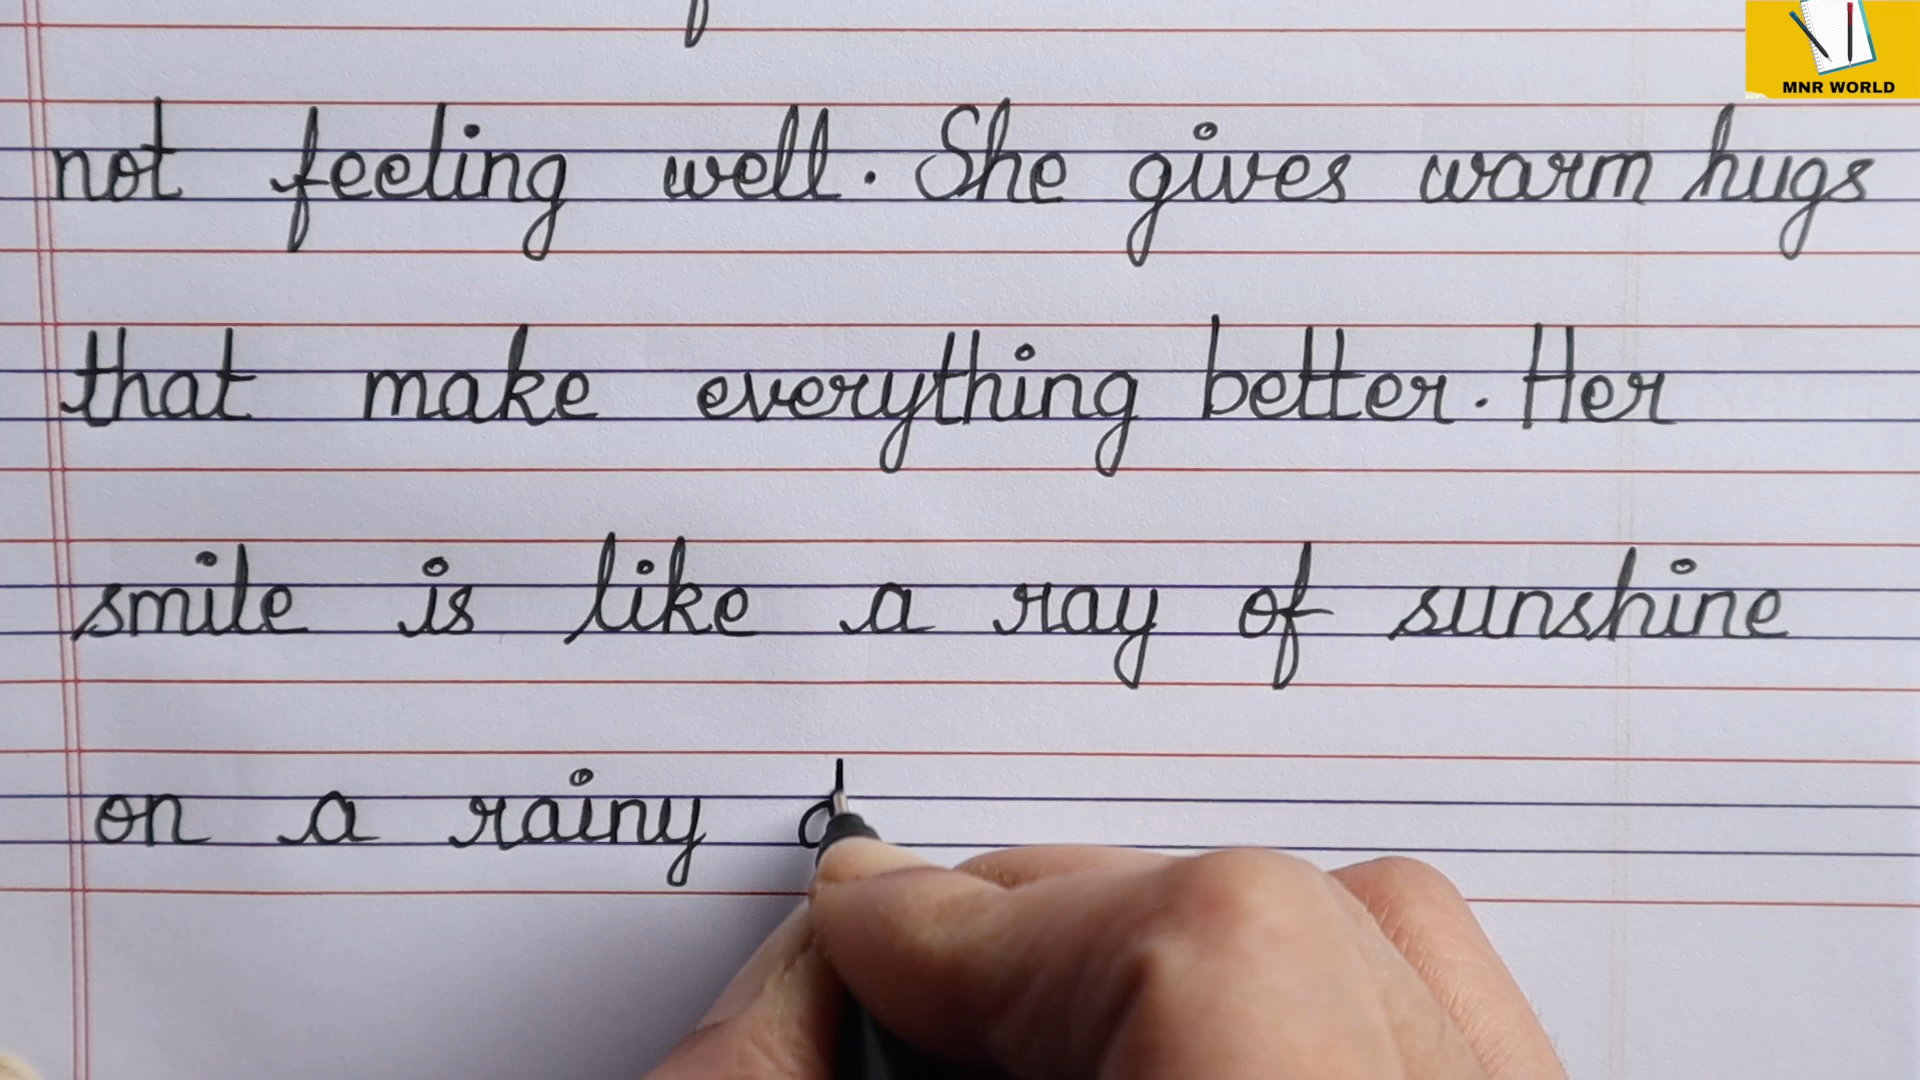 MNR WORLD
not feeling well. She gives warm hugs
that make everything better. Her
smile is like a ray of sunshine
on a rainy d